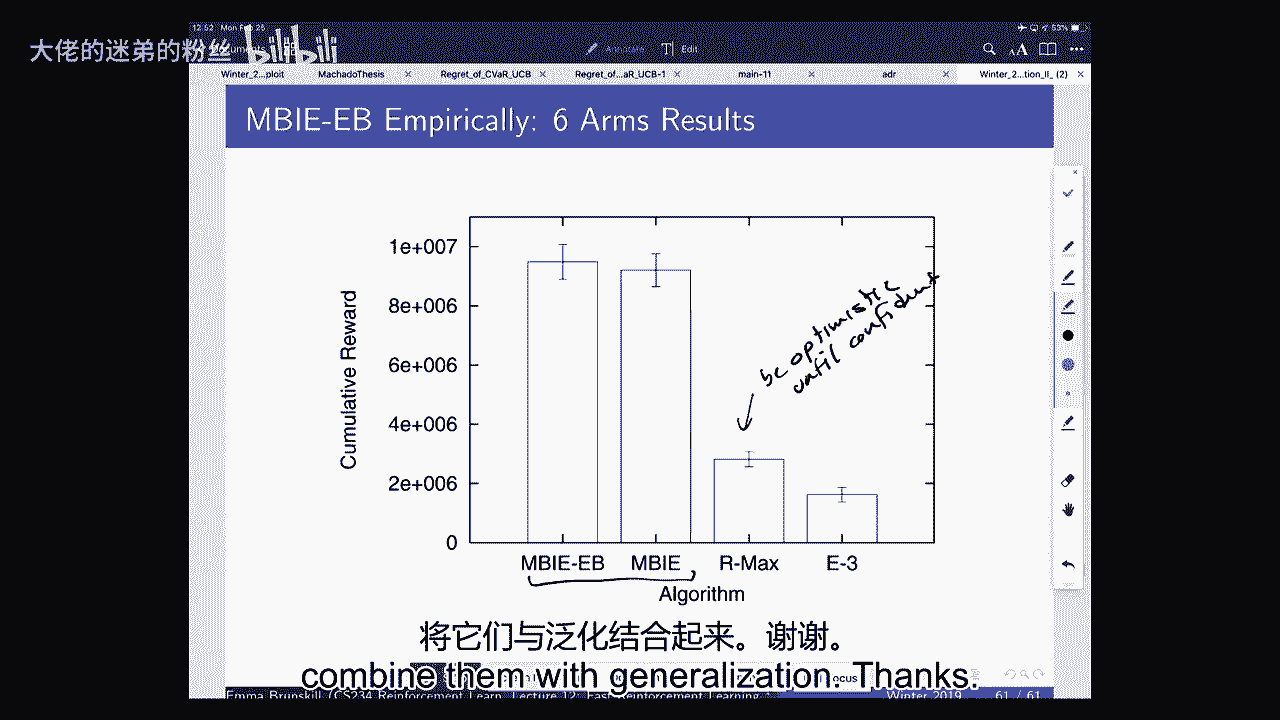 12:52 Mon Feb 25
53%
大佬的迷弟的粉丝 bilibili
Annotate
Edit
Winter_2...ploit
MachadoThesis
Regret_of_CVaR_UCB
Regret_of...aR_UCB-1
main-11
adr
Winter_2...tion_II_ (2)
MBIE-EB Empirically: 6 Arms Results
1e+007
8e+006
6e+006
4e+006
2e+006
0
Cumulative Reward
be optimistic
until confident
MBIE-EB
MBIE
R-Max
E-3
Algorithm
将它们与泛化结合起来。谢谢。
combine them with generalization. Thanks.
Emma Brunskill (CS234 Reinforcement Learn
Lecture 12: Fast Reinforcement Learning
Winter 2019
61 / 61